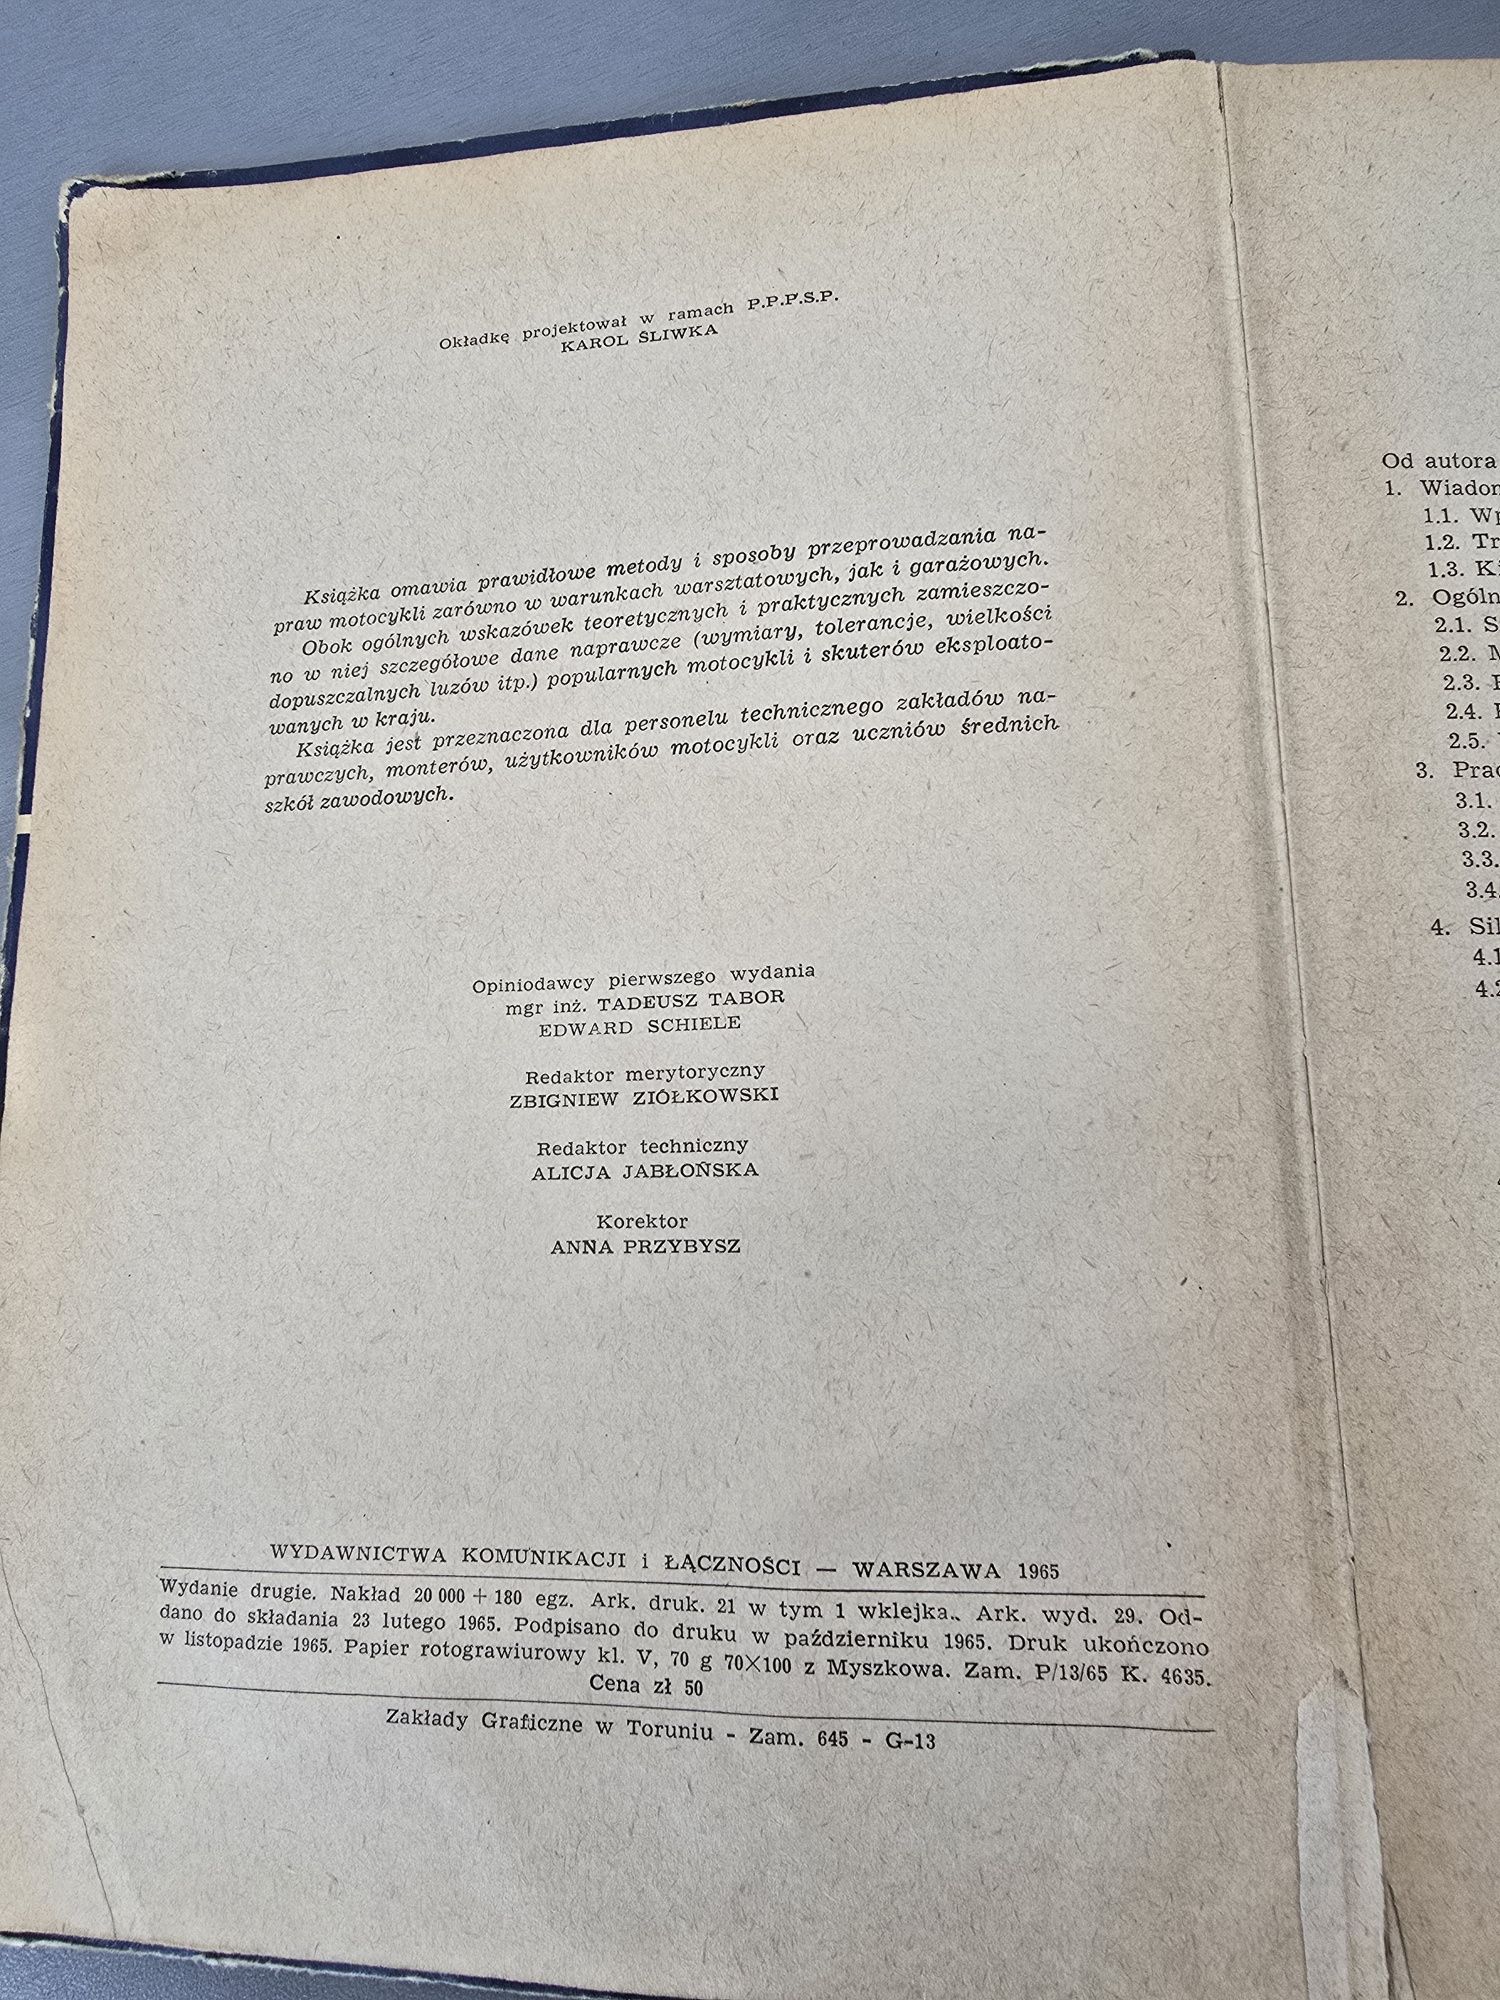 Okładkę projektował w ramach P.P.P.S.P.
KAROL ŚLIWKA
Książka omawia prawidłowe metody i sposoby przeprowadzania na-
praw motocykli zarówno w warunkach warsztatowych, jak i garażowych.
Obok ogólnych wskazówek teoretycznych i praktycznych zamieszczo-
no w niej szczegółowe dane naprawcze (wymiary, tolerancje, wielkości
dopuszczalnych luzów itp.) popularnych motocykli i skuterów eksploato-
wanych w kraju.
Książka jest przeznaczona dla personelu technicznego zakładów na-
prawczych, monterów, użytkowników motocykli oraz uczniów średnich
szkół zawodowych.
Opiniodawcy pierwszego wydania
mgr inż. TADEUSZ TABOR
EDWARD SCHIELE
Redaktor merytoryczny
ZBIGNIEW ZIÓŁKOWSKI
Redaktor techniczny
ALICJA JABŁOŃSKA
Korektor
ANNA PRZYBYSZ
WYDAWNICTWA KOMUNIKACJI i ŁĄCZNOŚCI — WARSZAWA 1965
Wydanie drugie. Nakład 20 000 + 180 egz. Ark. druk. 21 w tym 1 wklejka. Ark. wyd. 29. Od-
dano do składania 23 lutego 1965. Podpisano do druku w październiku 1965. Druk ukończono
w listopadzie 1965. Papier rotograwiurowy kl. V, 70 g 70×100 z Myszkowa. Zam. P/13/65 K. 4635.
Cena zł 50
Zakłady Graficzne w Toruniu - Zam. 645 - G-13
Od autora
1.
1.1.
1.2.
1.3.
2.
2.1.
2.2.
2.3.
2.4.
2.5.
3.
3.1.
3.2.
3.3.
3.4.
4.